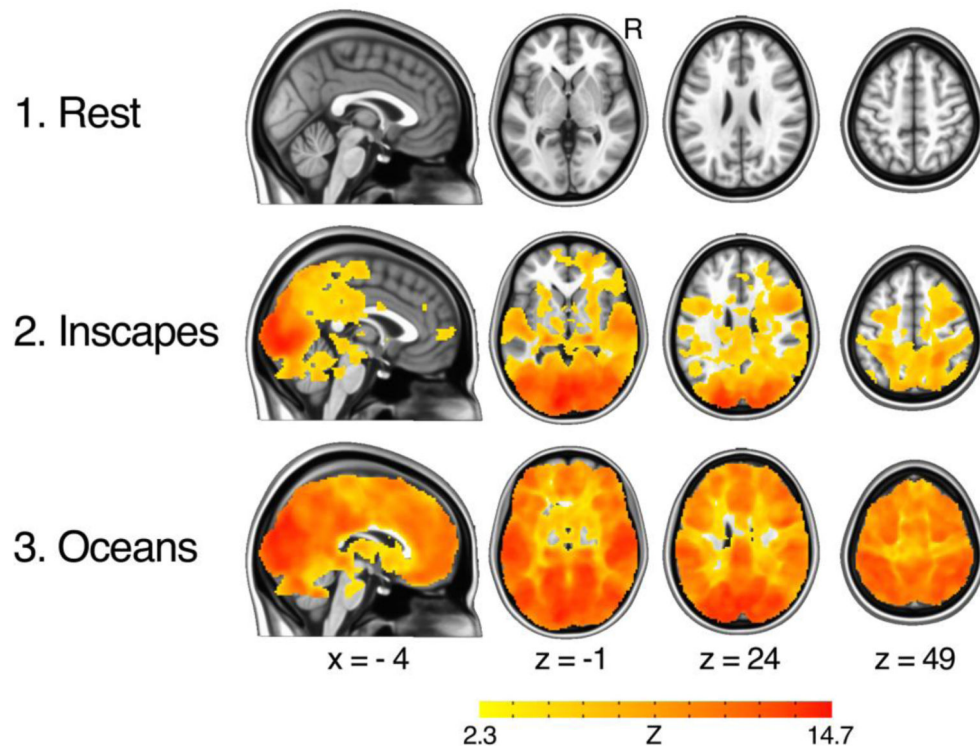 R
1. Rest
2. Inscapes
3. Oceans
x = - 4 z = -1 z = 24 z = 49
2.3 Z 14.7